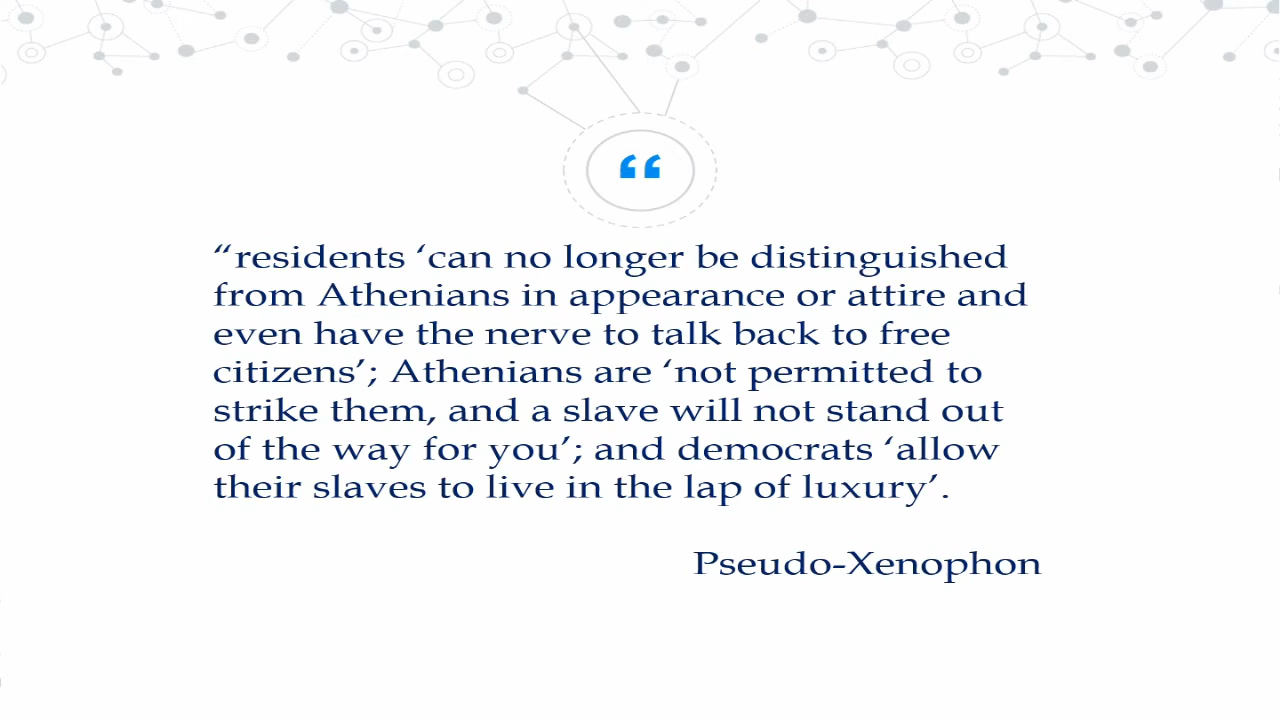 “
“residents ‘can no longer be distinguished
from Athenians in appearance or attire and
even have the nerve to talk back to free
citizens’; Athenians are ‘not permitted to
strike them, and a slave will not stand out
of the way for you’; and democrats ‘allow
their slaves to live in the lap of luxury’.
Pseudo-Xenophon